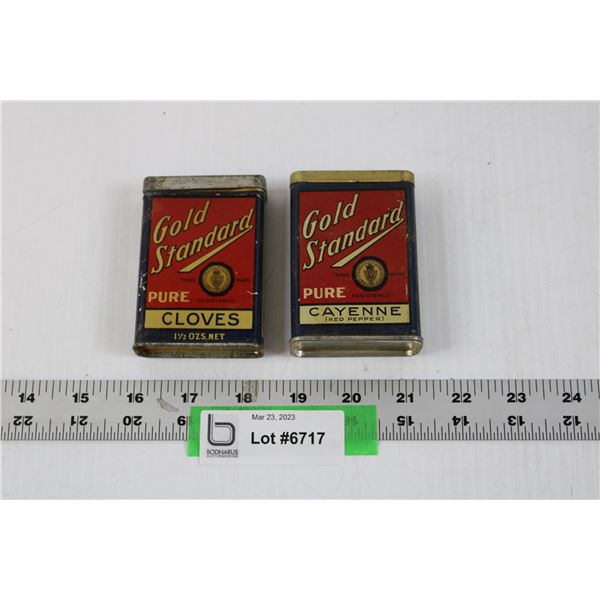 Gold
Standard
TRADE MARK
PURE REGISTERED
CLOVES
1½ OZS. NET
Gold
Standard
TRADE MARK
PURE REGISTERED
CAYENNE
(RED PEPPER)
14 15 16 17 18 20 21 22 23 24
22 21 20 19 16 15 14 13 12
Mar 23, 2023
Lot #6717
b
BODNARUS
AUCTIONEERING